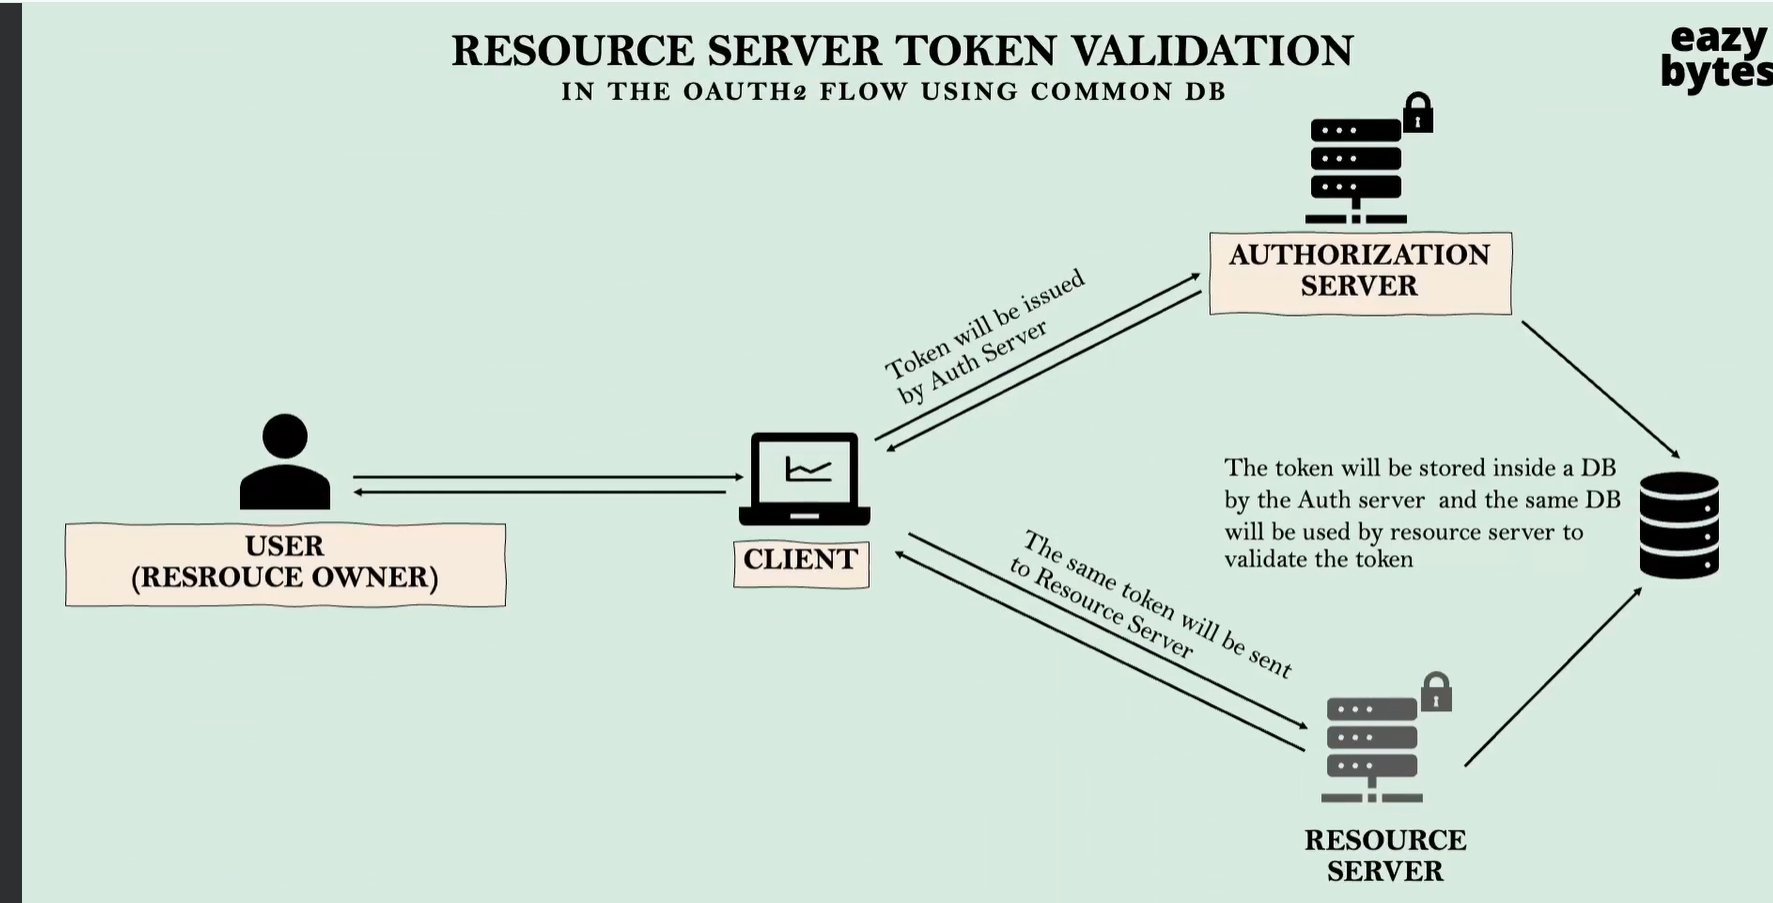 RESOURCE SERVER TOKEN VALIDATION
IN THE OAUTH2 FLOW USING COMMON DB
eazy
bytes
AUTHORIZATION
SERVER
Token will be issued
by Auth Server
The token will be stored inside a DB
by the Auth server and the same DB
will be used by resource server to
validate the token
USER
(RESROUCE OWNER)
CLIENT
The same token will be sent
to Resource Server
RESOURCE
SERVER